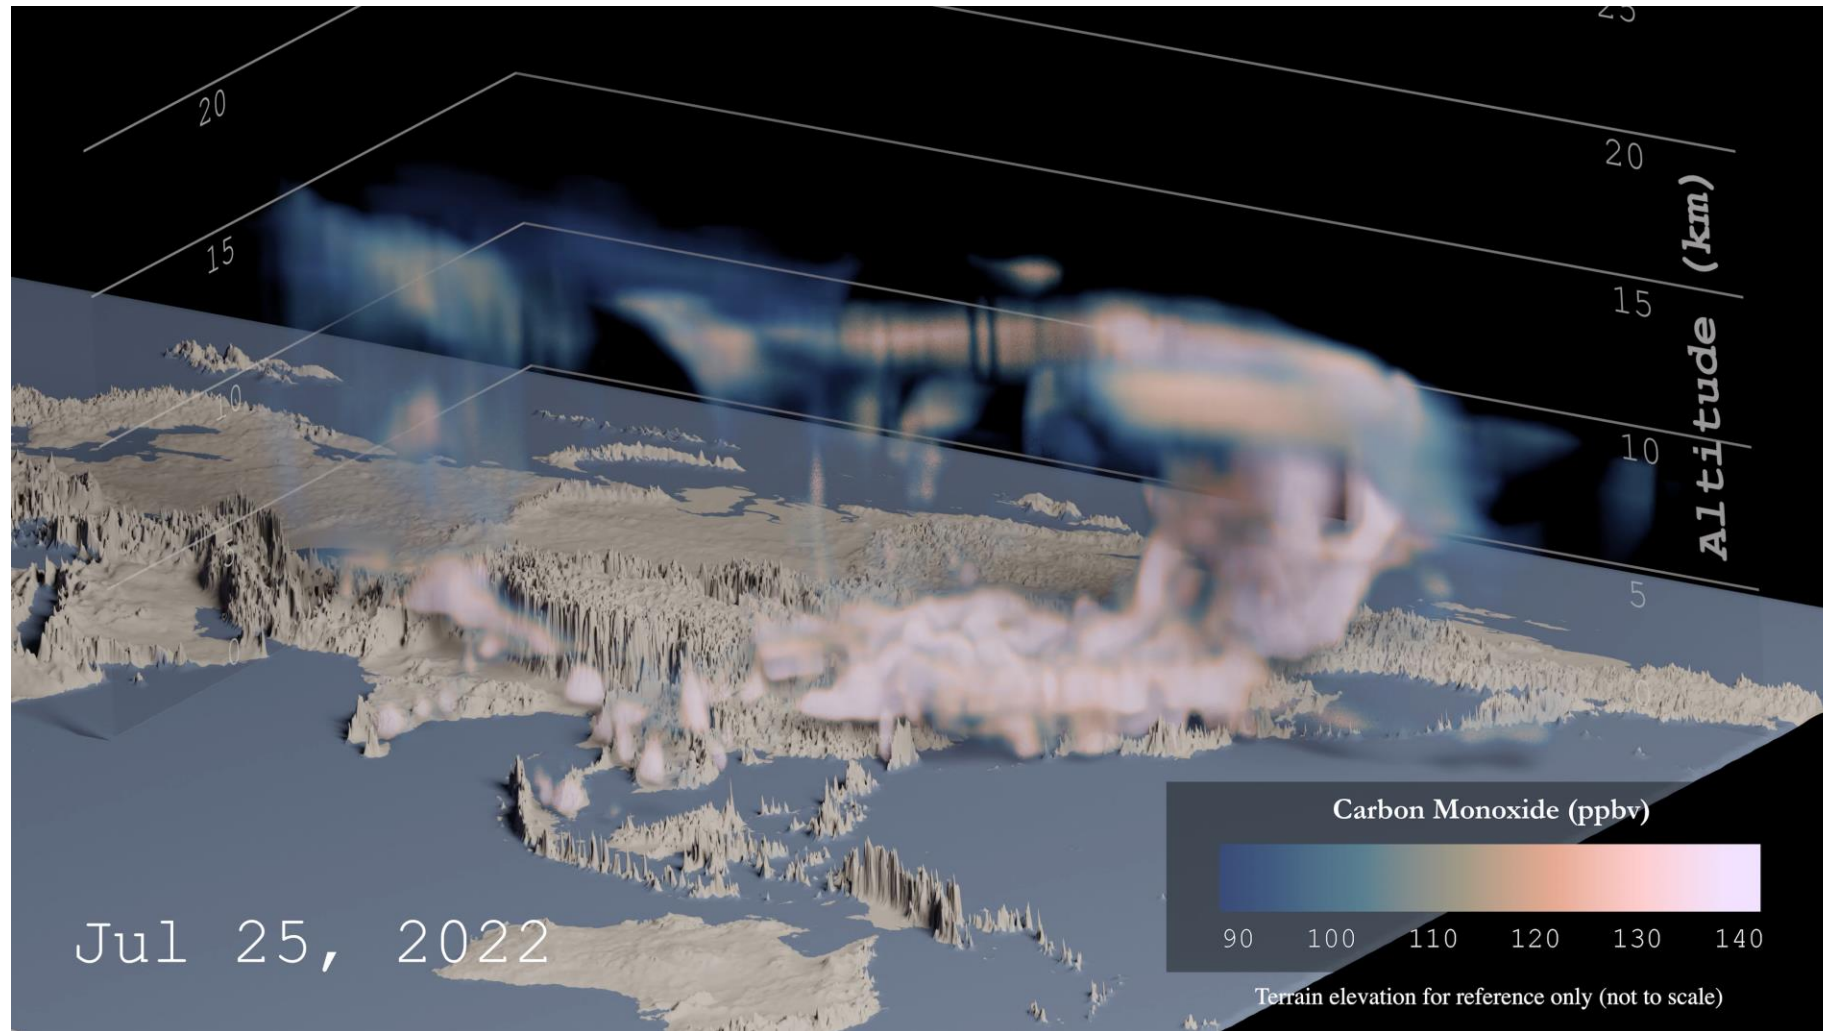 25
20
20
15
15
10
10
5
5
0
0
Altitude (km)
Carbon Monoxide (ppbv)
90 100 110 120 130 140
Jul 25, 2022
Terrain elevation for reference only (not to scale)